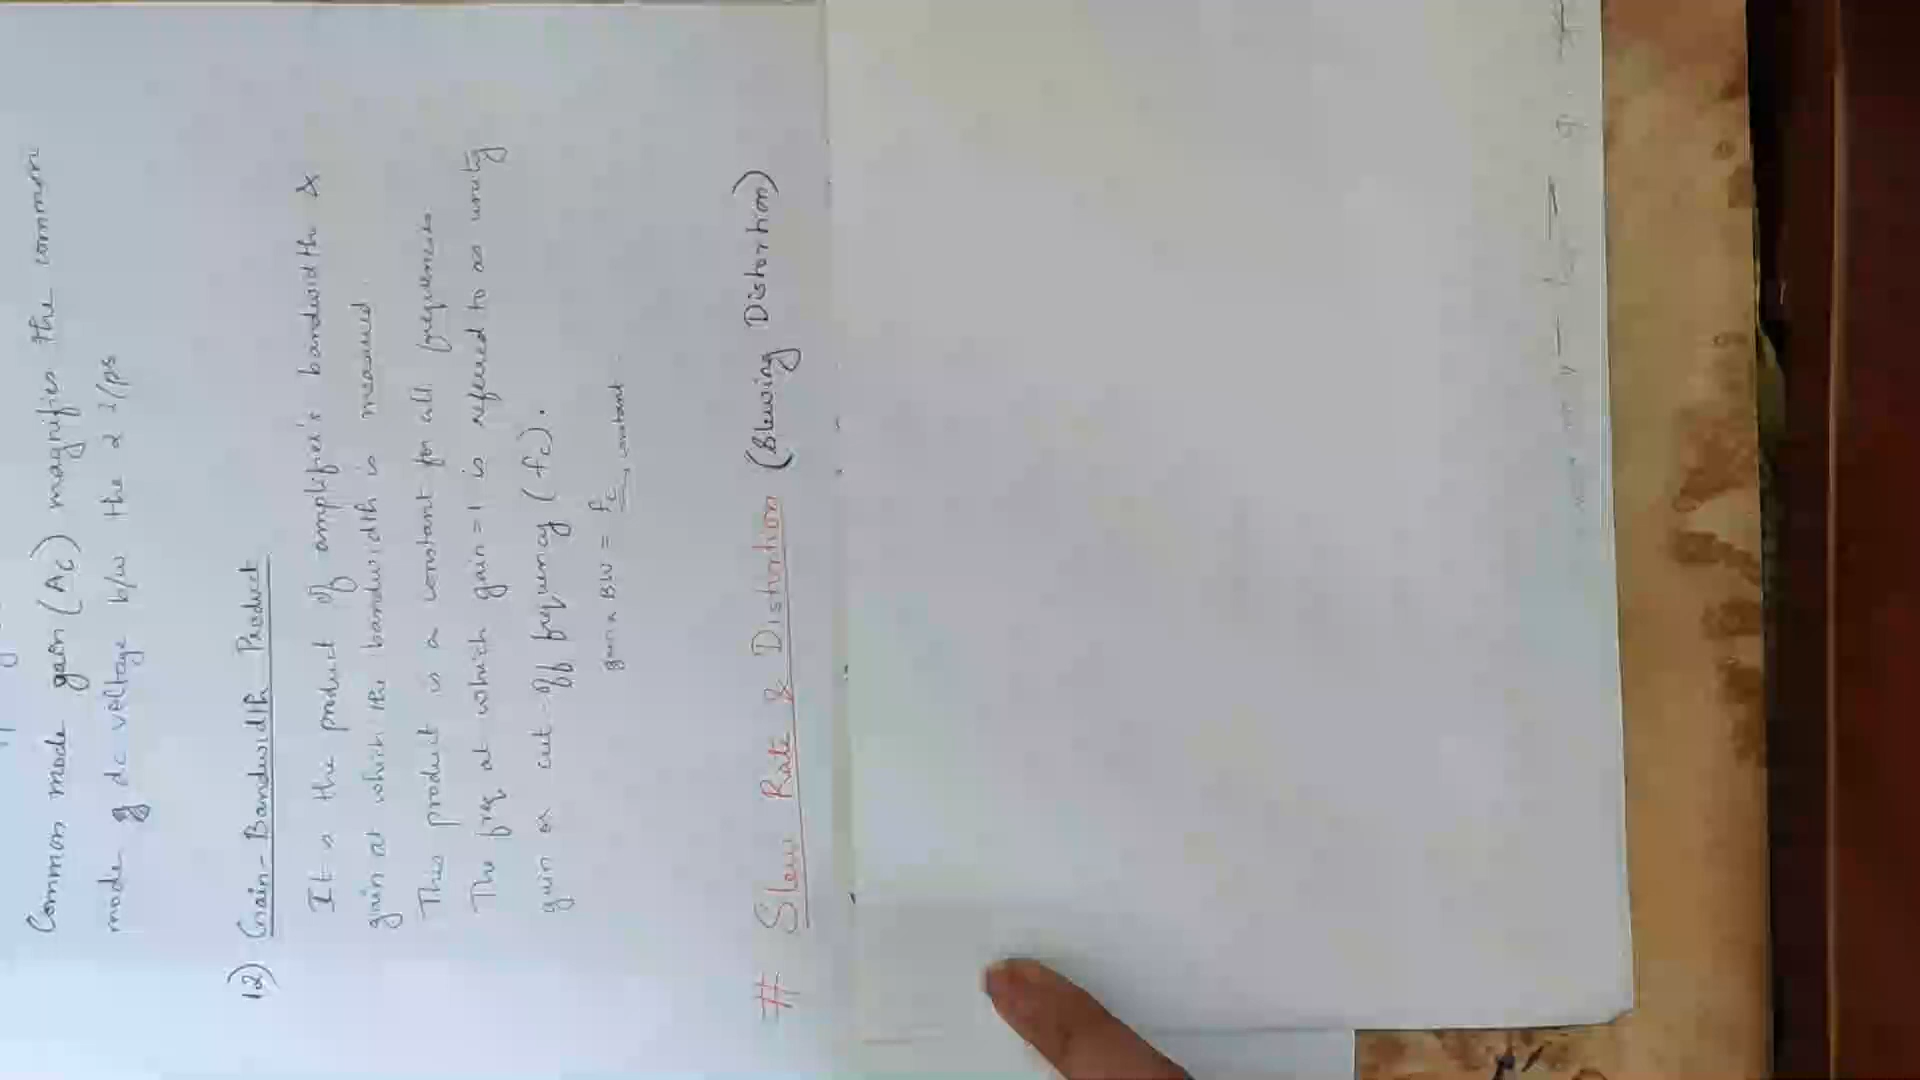 Common mode gain (Ac) magnifies the common
mode g dc voltage b/w the 2 i/ps
12) Gain-Bandwidth Product
It is the product of amplifier's bandwidth &
gain at which the bandwidth is measured.
This product is a constant for all frequencies
The freq at which gain = 1 is referred to as unity
gain or cut-off frequency (fc).
gain x BW = fc → constant.
# Slew Rate & Distortion (Slewing Distortion)